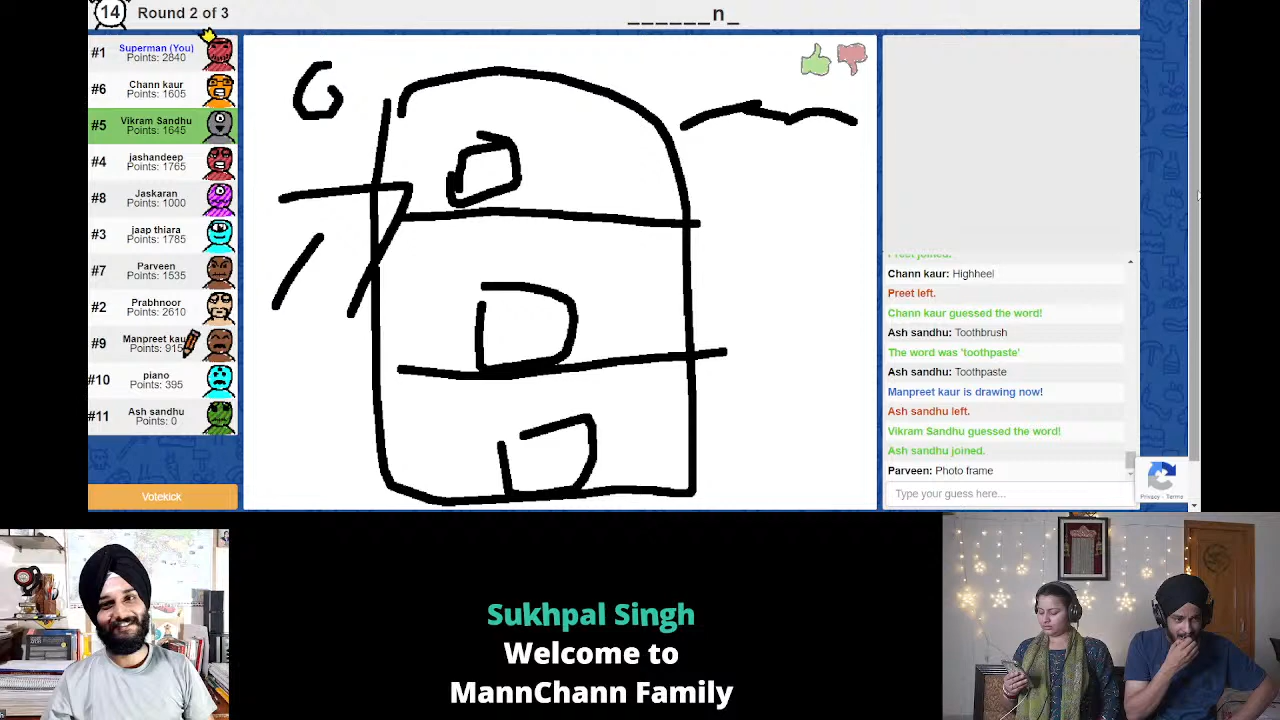 14
Round 2 of 3
______n_
#1 Superman (You)
Points: 2840
#6 Chann kaur
Points: 1605
#5 Vikram Sandhu
Points: 1645
#4 jashandeep
Points: 1765
#8 Jaskaran
Points: 1000
#3 jaap thiara
Points: 1785
#7 Parveen
Points: 1535
#2 Prabhnoor
Points: 2610
#9 Manpreet kau
Points: 915
#10 piano
Points: 395
#11 Ash sandhu
Points: 0
Votekick
Preet joined.
Chann kaur: Highheel
Preet left.
Chann kaur guessed the word!
Ash sandhu: Toothbrush
The word was 'toothpaste'
Ash sandhu: Toothpaste
Manpreet kaur is drawing now!
Ash sandhu left.
Vikram Sandhu guessed the word!
Ash sandhu joined.
Parveen: Photo frame
Type your guess here...
Privacy - Terms
Sukhpal Singh
Welcome to
MannChann Family